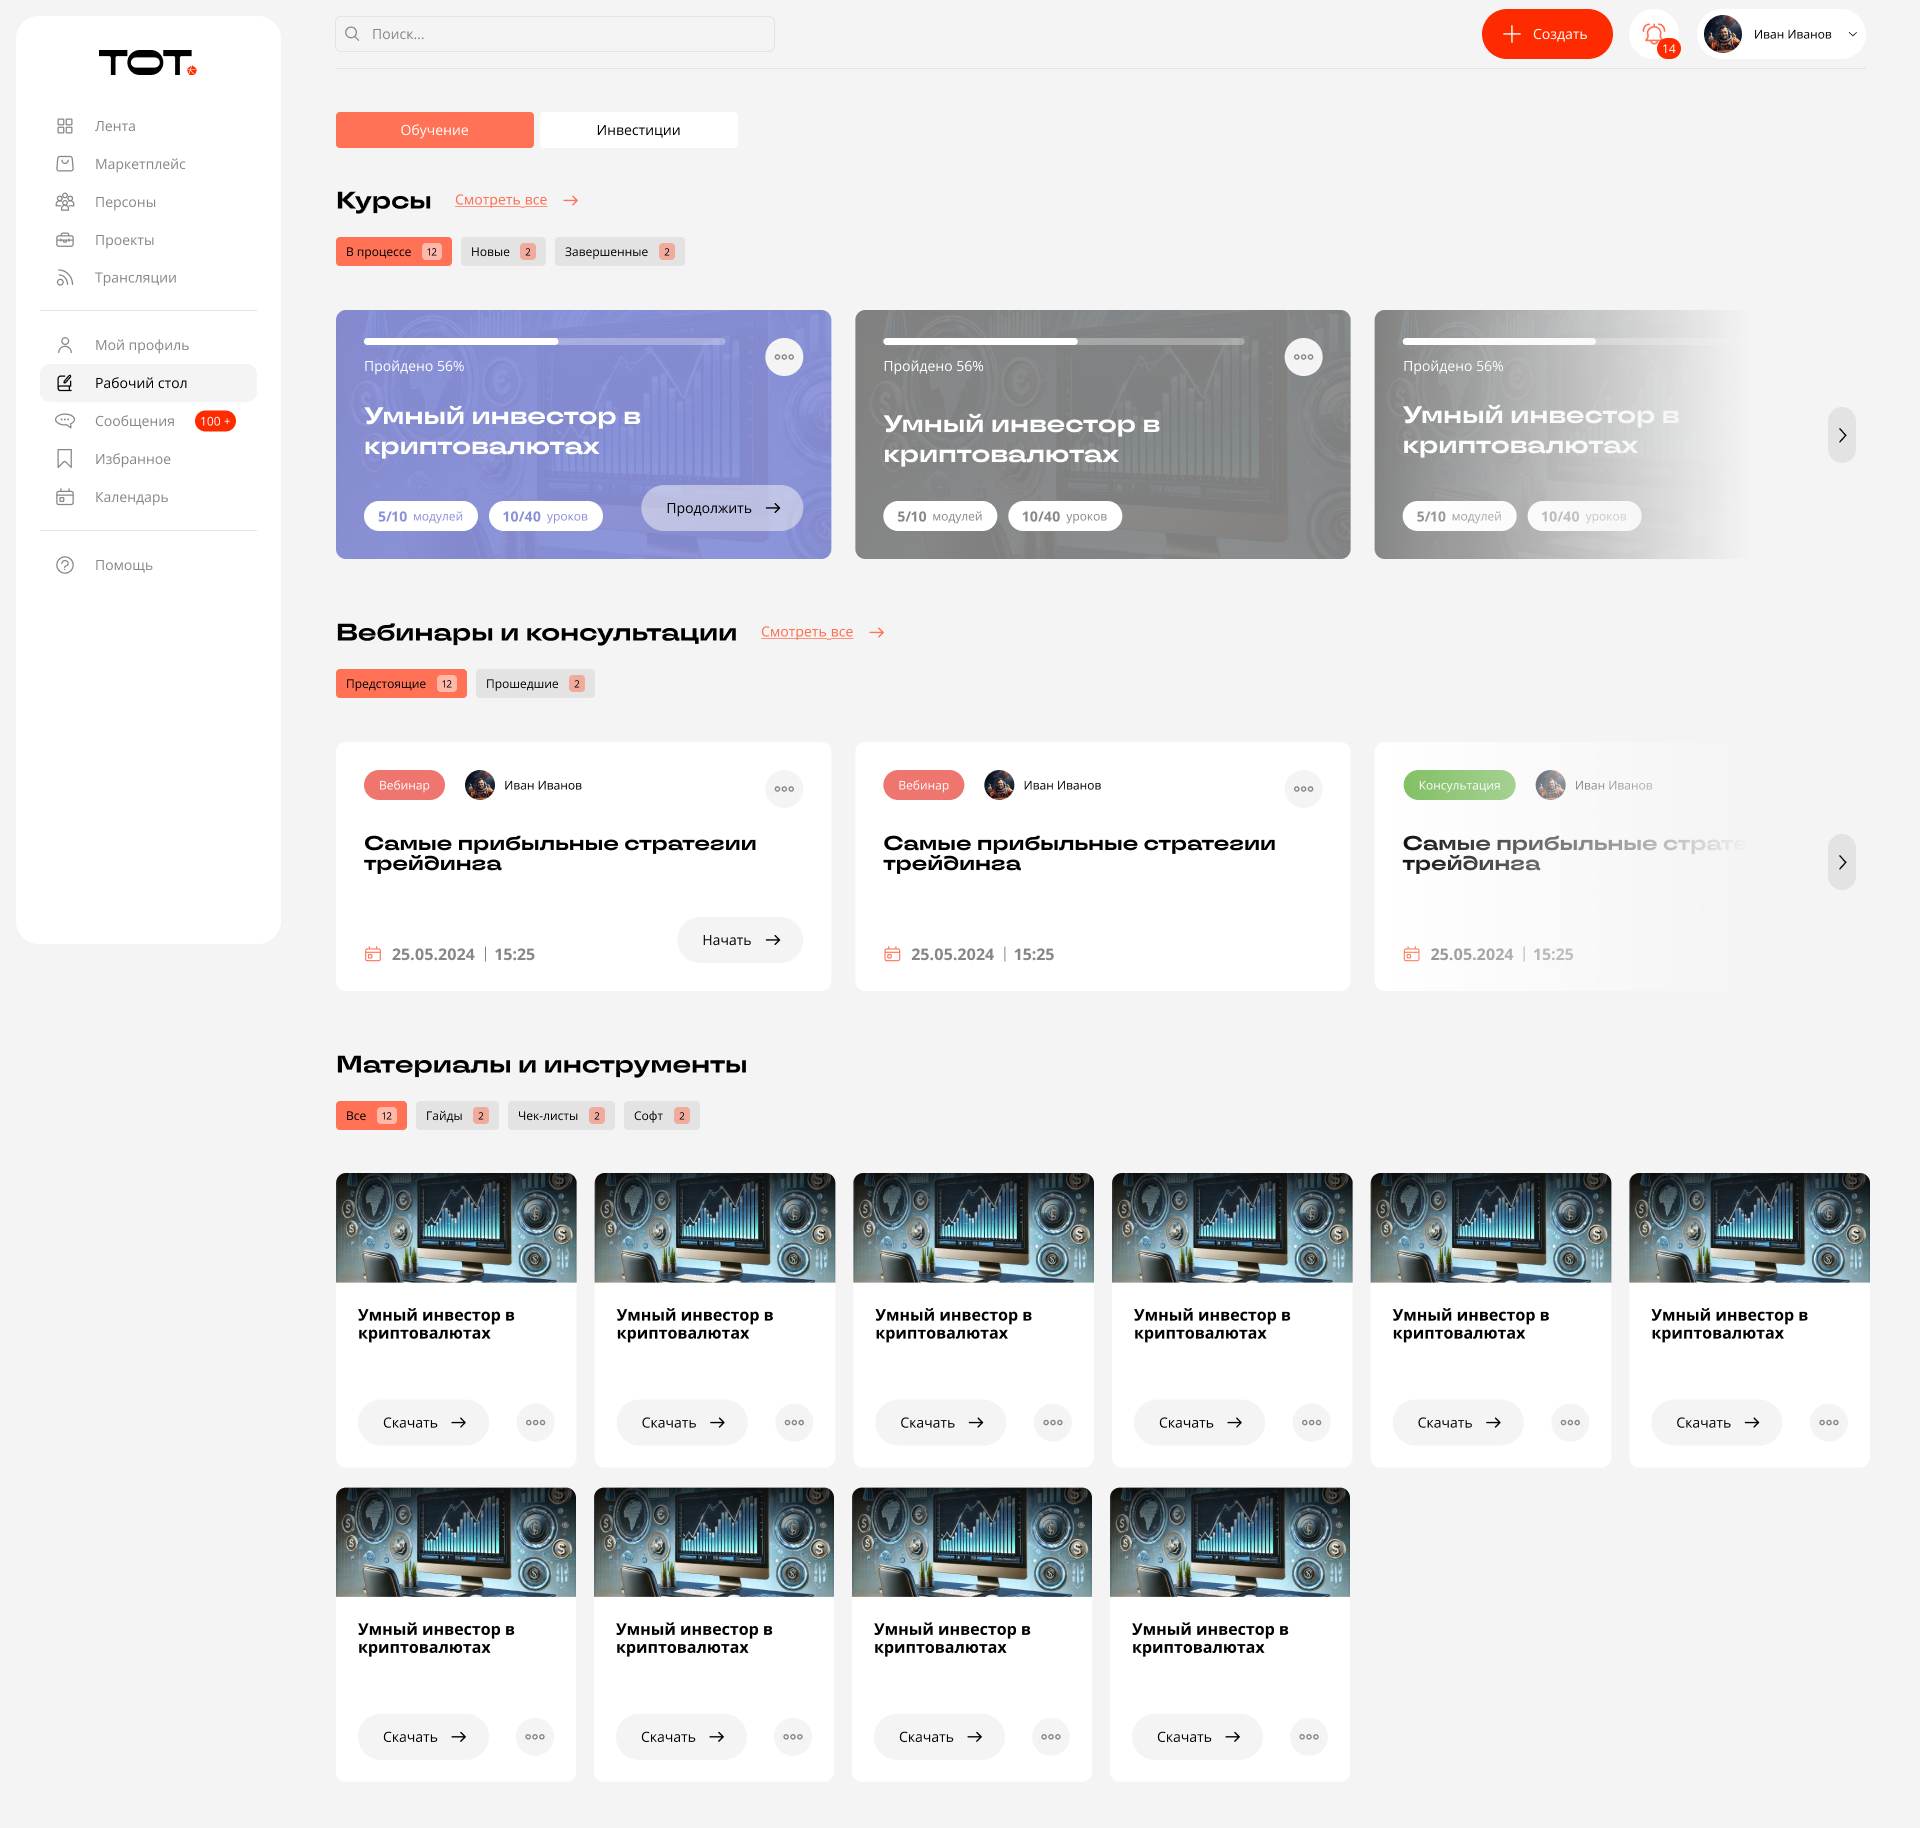 ТОТ.
Лента
Маркетплейс
Персоны
Проекты
Трансляции
Мой профиль
Рабочий стол
Сообщения 100 +
Избранное
Календарь
Помощь
Поиск...
Создать
14
Иван Иванов
Обучение
Инвестиции
Курсы
Смотреть все
В процессе 12
Новые 2
Завершенные 2
Пройдено 56%
Умный инвестор в
криптовалютах
5/10 модулей
10/40 уроков
Продолжить
Пройдено 56%
Умный инвестор в
криптовалютах
5/10 модулей
10/40 уроков
Пройдено 56%
Умный инвестор в
криптовалютах
5/10 модулей
10/40 уроков
Вебинары и консультации
Смотреть все
Предстоящие 12
Прошедшие 2
Вебинар
Иван Иванов
Самые прибыльные стратегии
трейдинга
25.05.2024 | 15:25
Начать
Вебинар
Иван Иванов
Самые прибыльные стратегии
трейдинга
25.05.2024 | 15:25
Консультация
Иван Иванов
Самые прибыльные страте
трейдинга
25.05.2024 | 15:25
Материалы и инструменты
Все 12
Гайды 2
Чек-листы 2
Софт 2
Умный инвестор в
криптовалютах
Скачать
Умный инвестор в
криптовалютах
Скачать
Умный инвестор в
криптовалютах
Скачать
Умный инвестор в
криптовалютах
Скачать
Умный инвестор в
криптовалютах
Скачать
Умный инвестор в
криптовалютах
Скачать
Умный инвестор в
криптовалютах
Скачать
Умный инвестор в
криптовалютах
Скачать
Умный инвестор в
криптовалютах
Скачать
Умный инвестор в
криптовалютах
Скачать